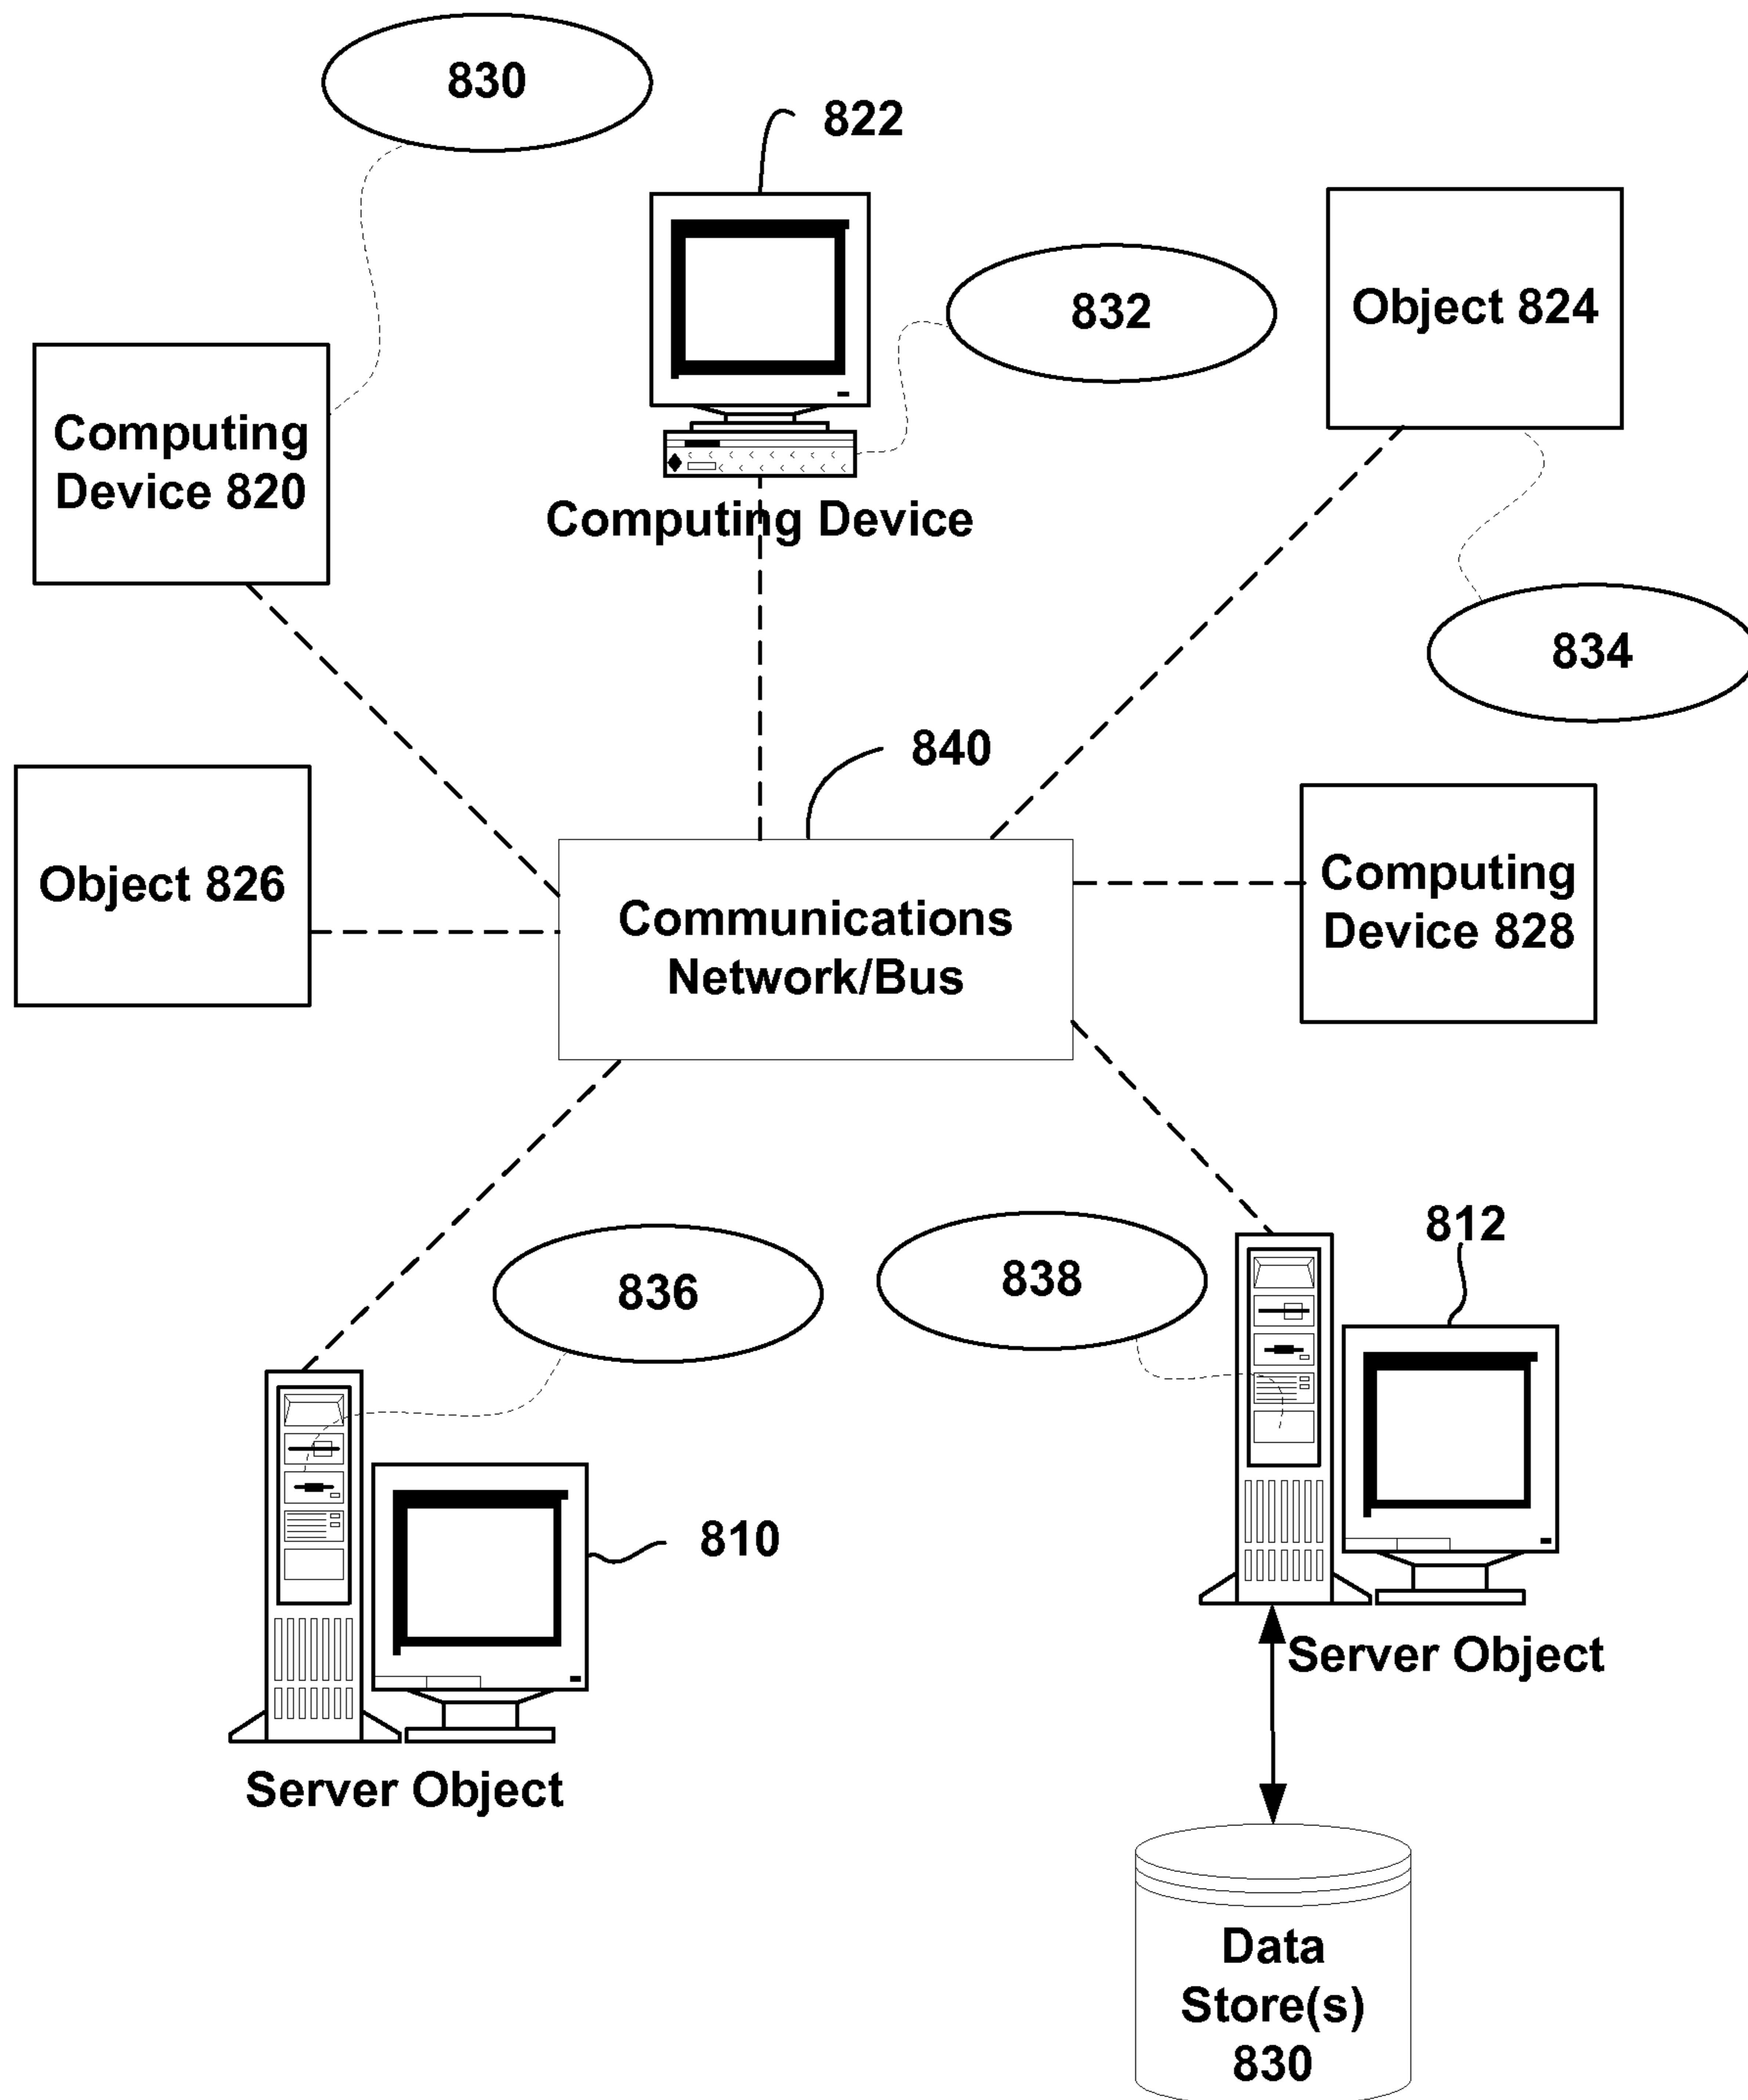 830
822
832
Object 824
Computing
Device 820
Computing Device
834
840
Object 826
Communications
Network/Bus
Computing
Device 828
812
836
838
810
Server Object
Server Object
Data
Store(s)
830